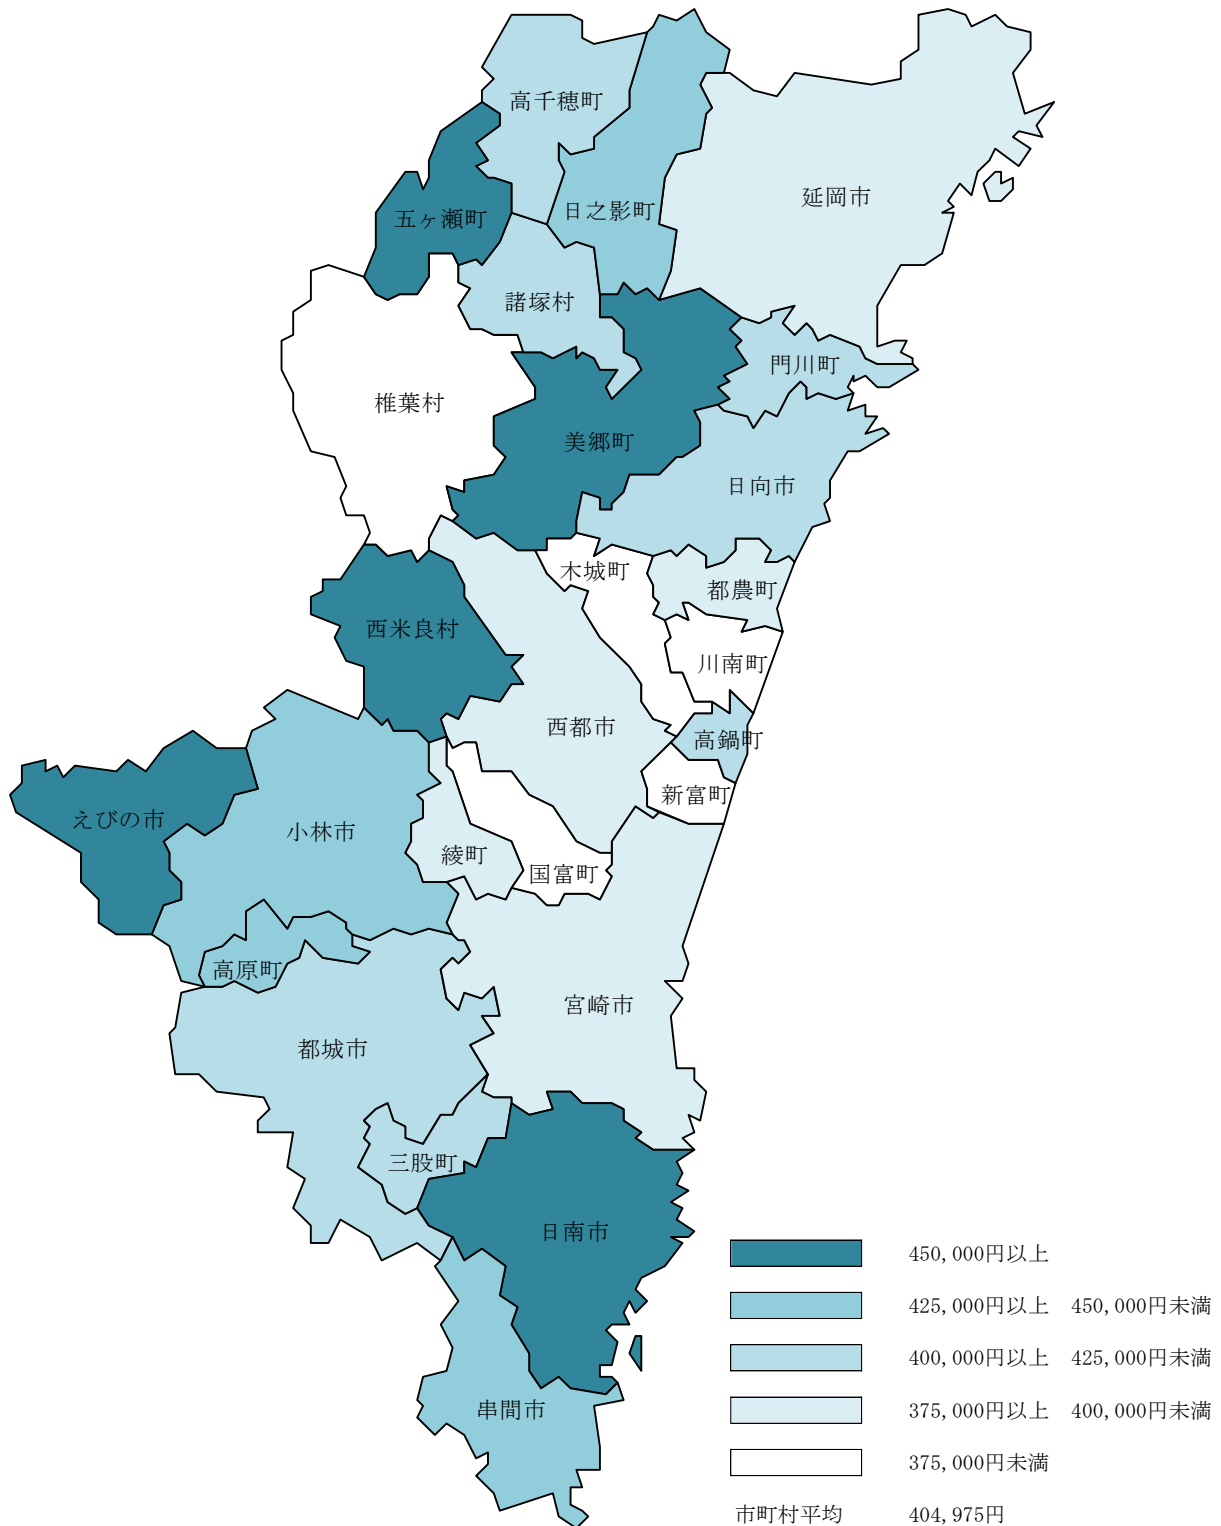 高千穂町
延岡市
日之影町
五ヶ瀬町
諸塚村
門川町
椎葉村
美郷町
日向市
木城町
都農町
西米良村
川南町
西都市
高鍋町
新富町
えびの市
小林市
綾町
国富町
高原町
宮崎市
都城市
三股町
日南市
450,000円以上
425,000円以上 450,000円未満
400,000円以上 425,000円未満
串間市
375,000円以上 400,000円未満
375,000円未満
市町村平均 404,975円